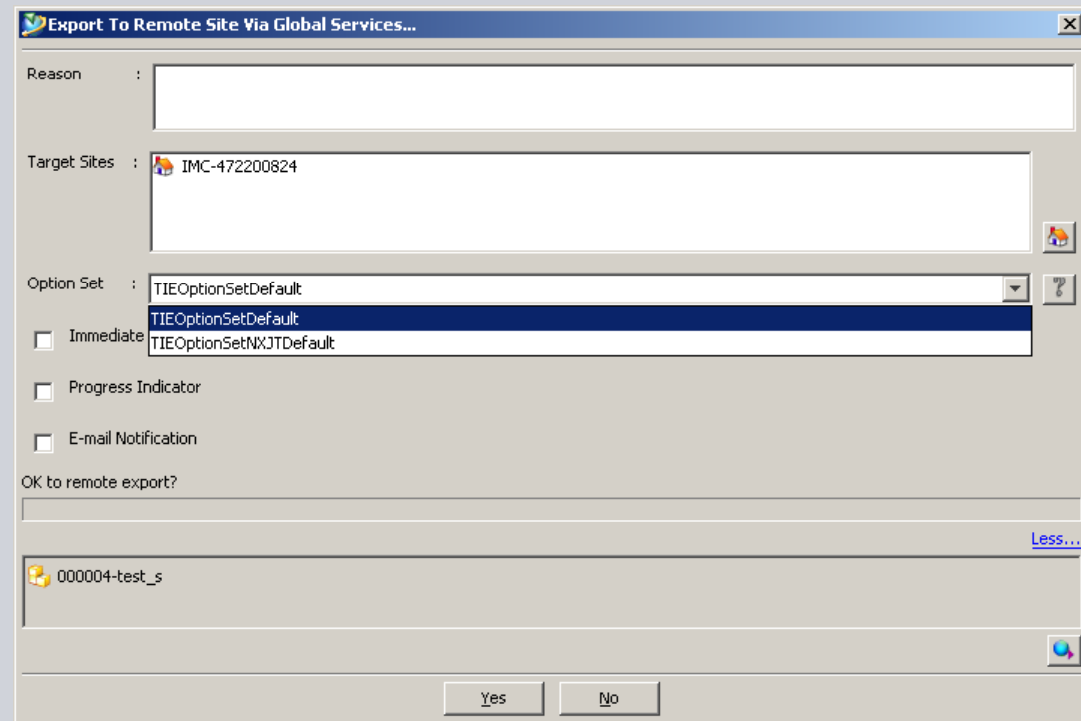 Export To Remote Site Via Global Services...
Reason :
Target Sites : IMC-472200824
Option Set : TIEOptionSetDefault
TIEOptionSetDefault
TIEOptionSetNXJTDefault
Immediate
Progress Indicator
E-mail Notification
OK to remote export?
Less...
000004-test_s
Yes No